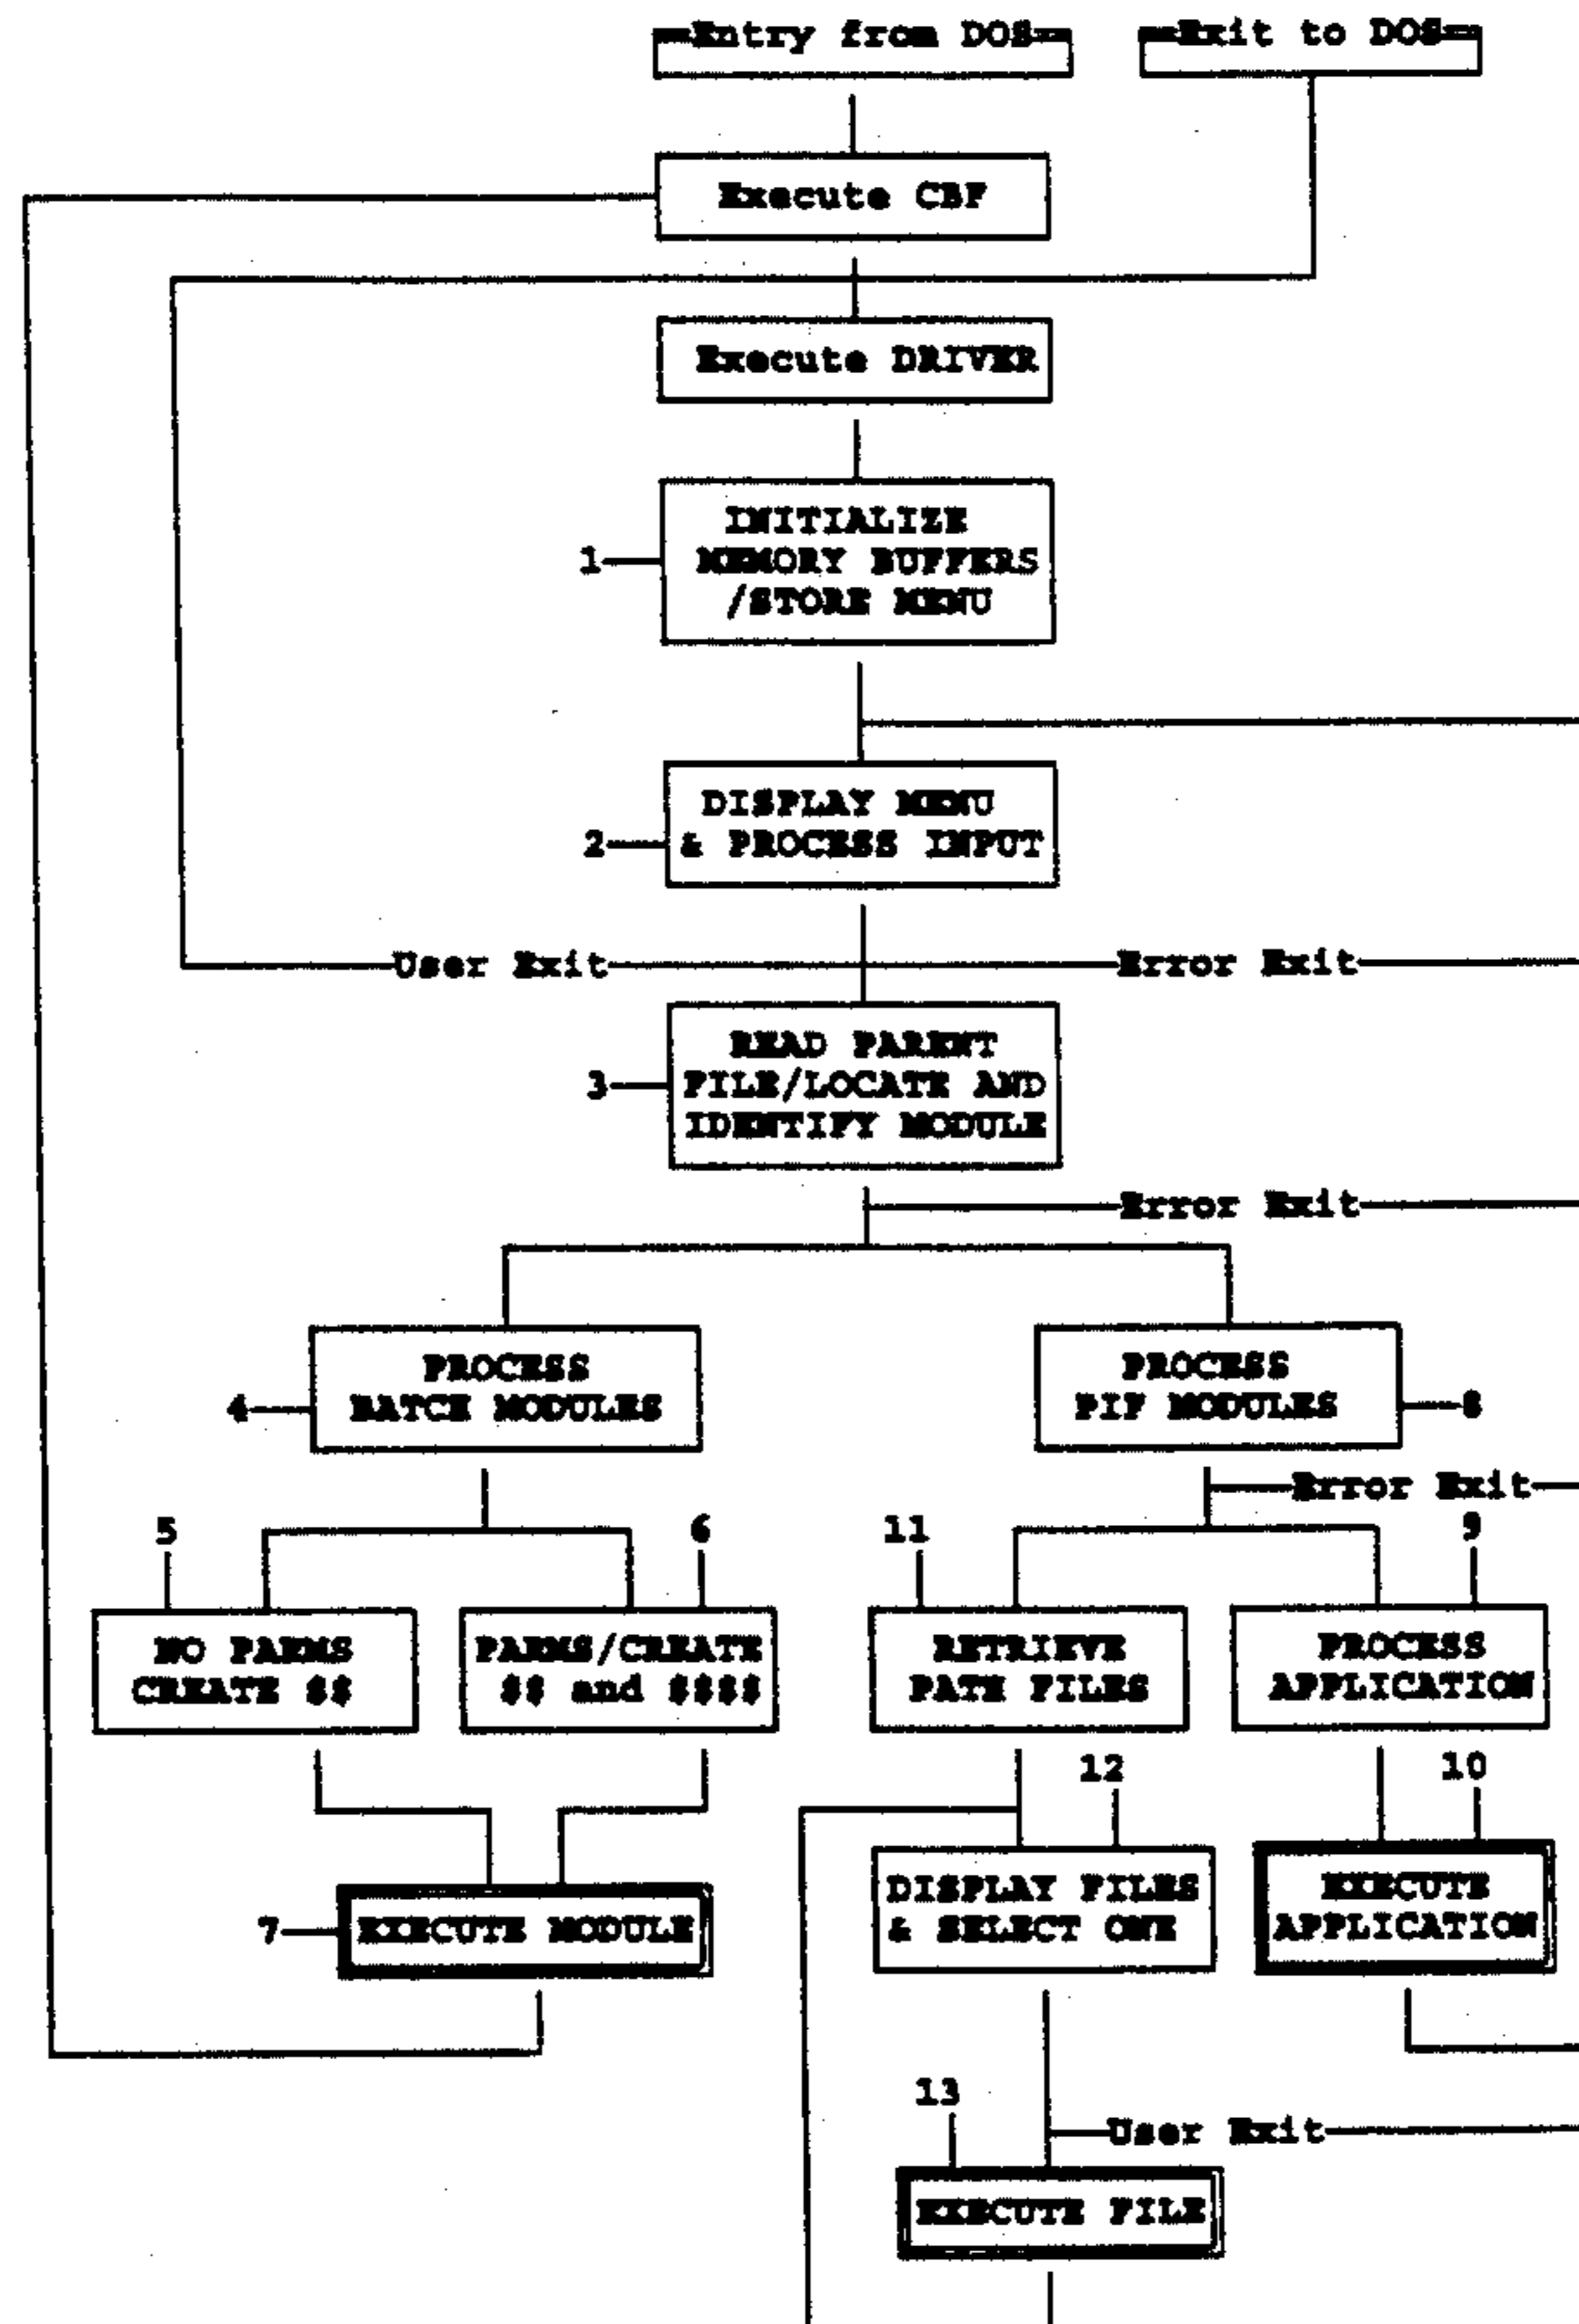 Entry from DOS
Exit to DOS
Execute CBF
Execute DRIVER
1
INITIALIZE
MEMORY BUFFERS
/STORE MENU
2
DISPLAY MENU
& PROCESS INPUT
User Exit
Error Exit
3
READ PARENT
FILE/LOCATE AND
IDENTIFY MODULE
Error Exit
4
PROCESS
BATCH MODULES
PROCESS
PIF MODULES
8
Error Exit
5
6
11
9
NO PARMS
CREATE $$
PARMS/CREATE
$$ and $$$$
RETRIEVE
PATH FILES
PROCESS
APPLICATION
12
10
7
EXECUTE MODULE
DISPLAY FILES
& SELECT ONE
EXECUTE
APPLICATION
13
User Exit
EXECUTE FILE